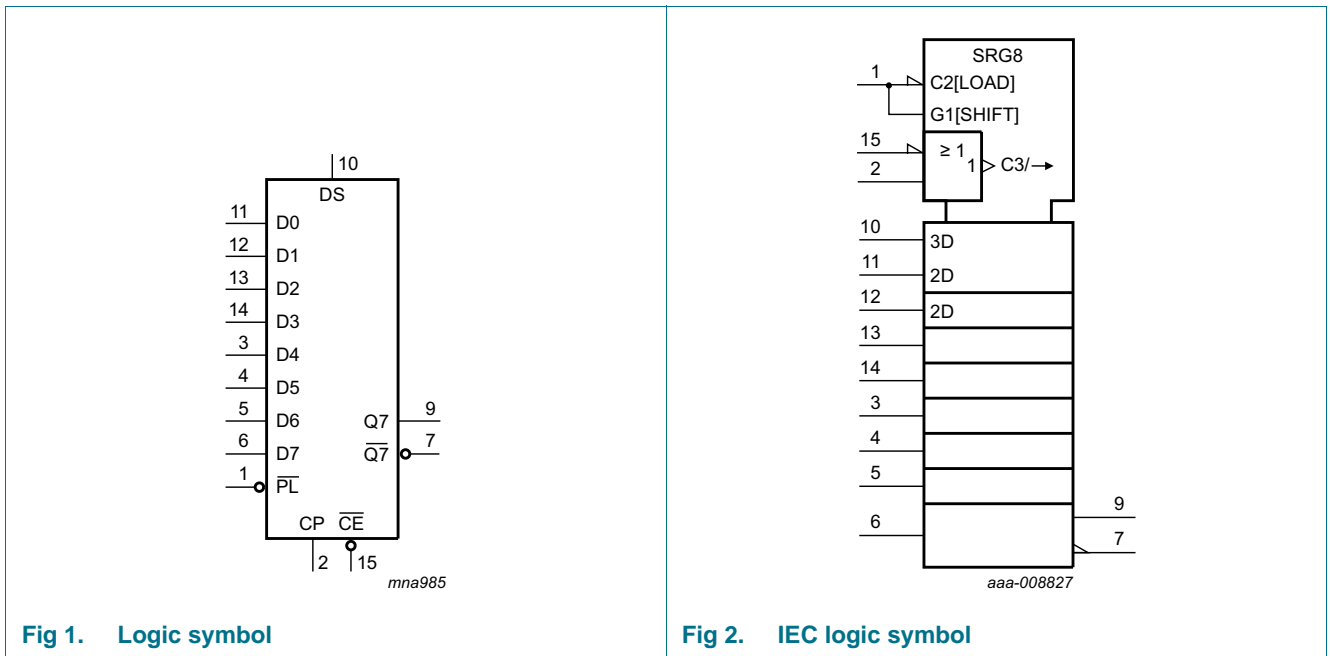 10
DS
11 D0
12 D1
13 D2
14 D3
3 D4
4 D5
5 D6 Q7 9
6 D7 Q̅7̅ 7
1 P̅L̅
CP C̅E̅
2 15
mna985
Fig 1. Logic symbol
SRG8
1 C2[LOAD]
G1[SHIFT]
15 ≥ 1
2 1 C3/→
10 3D
11 2D
12 2D
13
14
3
4
5
6 9
7
aaa-008827
Fig 2. IEC logic symbol